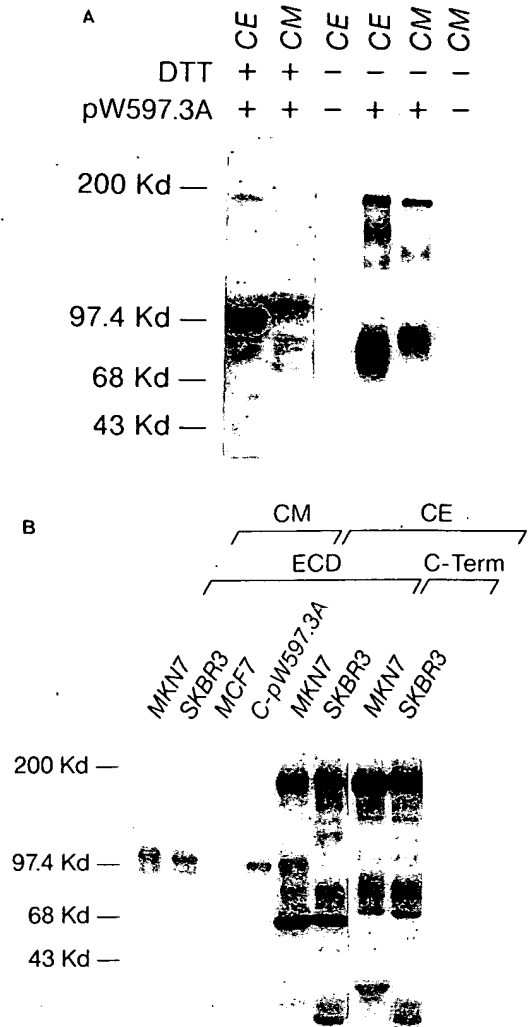 A
CE CM CE CE CM CM
DTT + + − − − −
pW597.3A + + − + + −
200 Kd —
97.4 Kd —
68 Kd —
43 Kd —
B
CM CE
ECD C-Term
MKN7 SKBR3 MCF7 C-pW597.3A MKN7 SKBR3 MKN7 SKBR3
200 Kd —
97.4 Kd —
68 Kd —
43 Kd —